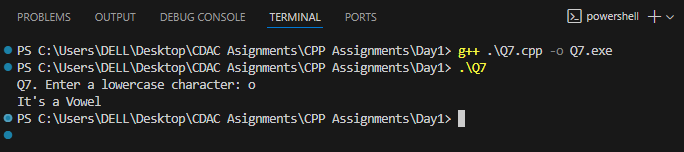 PROBLEMS OUTPUT DEBUG CONSOLE TERMINAL PORTS powershell
PS C:\Users\DELL\Desktop\CDAC Asignments\CPP Assignments\Day1> g++ .\Q7.cpp -o Q7.exe
PS C:\Users\DELL\Desktop\CDAC Asignments\CPP Assignments\Day1> .\Q7
Q7. Enter a lowercase character: o
It's a Vowel
PS C:\Users\DELL\Desktop\CDAC Asignments\CPP Assignments\Day1>